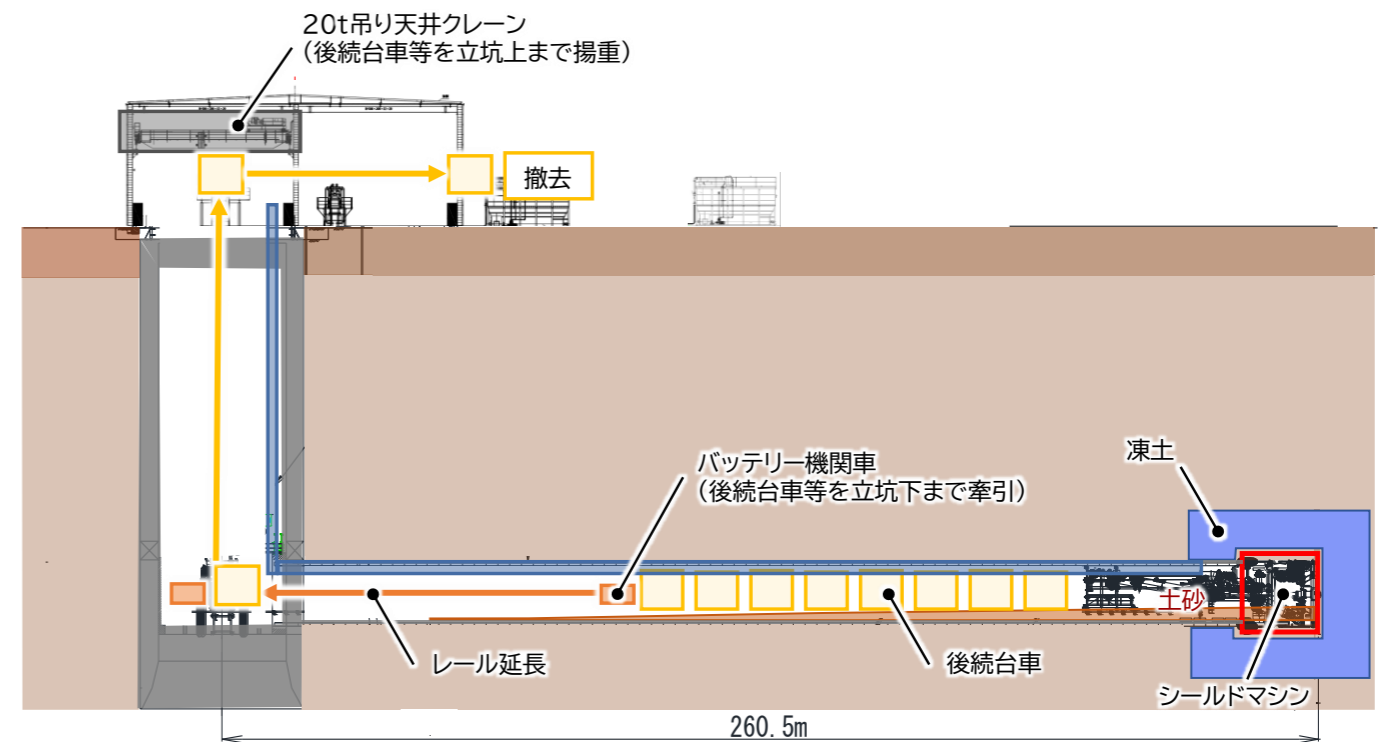 20t吊り天井クレーン
（後続台車等を立坑上まで揚重）
撤去
バッテリー機関車
（後続台車等を立坑下まで牽引）
凍土
土砂
レール延長
後続台車
シールドマシン
260.5m